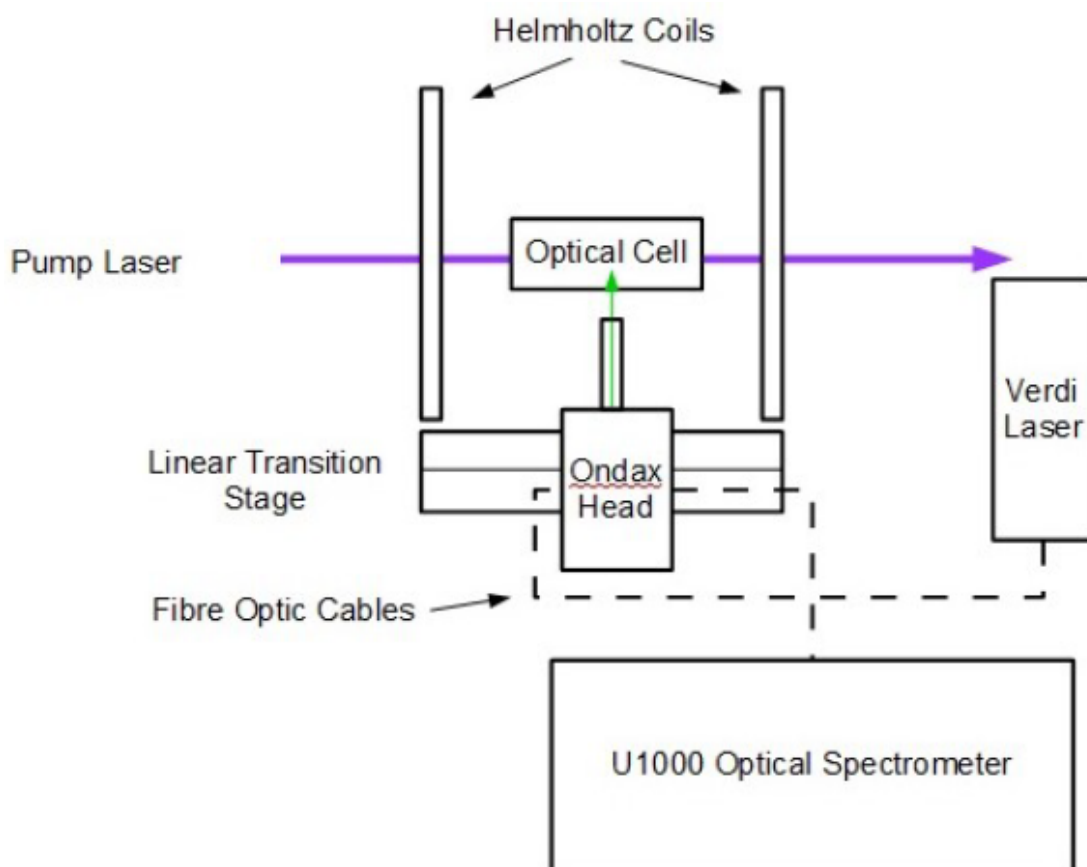 Helmholtz Coils
Pump Laser
Optical Cell
Verdi
Laser
Linear Transition
Stage
Ondax
Head
Fibre Optic Cables
U1000 Optical Spectrometer